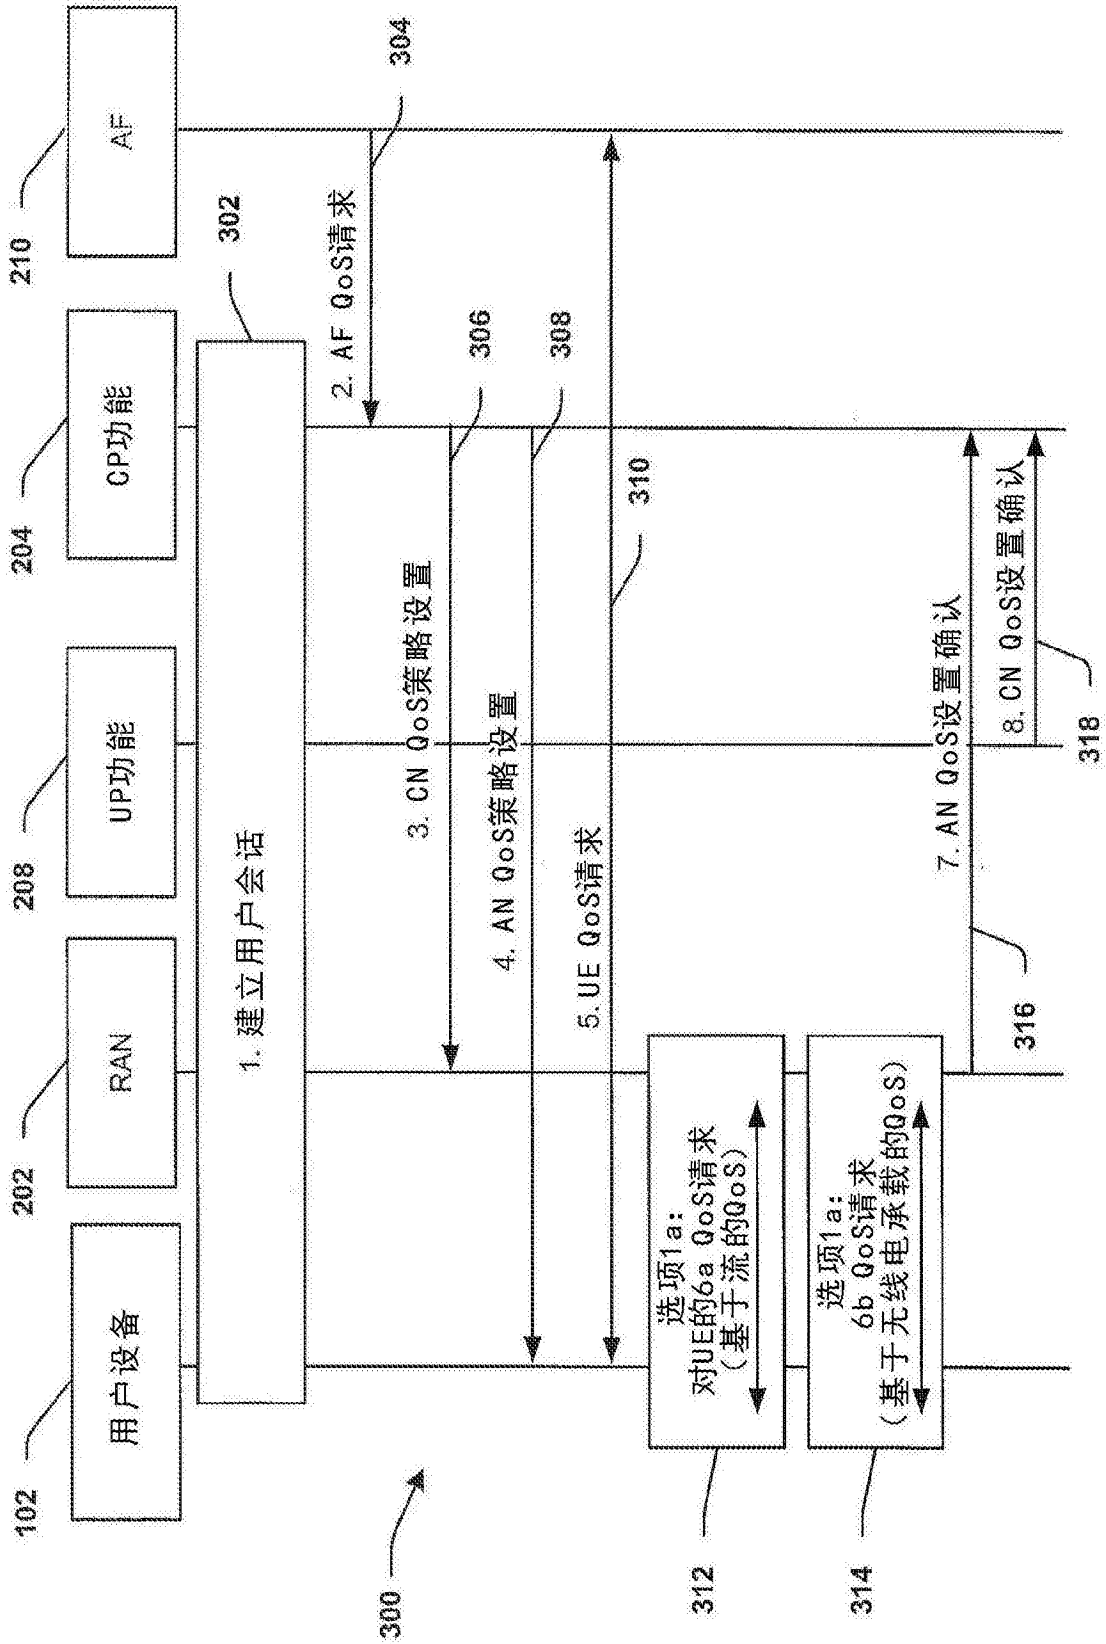 102
202
208
204
210
用户设备
RAN
UP功能
CP功能
AF
302
1. 建立用户会话
304
2. AF QoS请求
306
3. CN QoS策略设置
308
4. AN QoS策略设置
5. UE QoS请求
310
300
312
选项1a:
对UE的6a QoS请求
(基于流的QoS)
314
选项1a:
6b QoS请求
(基于无线电承载的QoS)
7. AN QoS设置确认
316
8. CN QoS设置确认
318